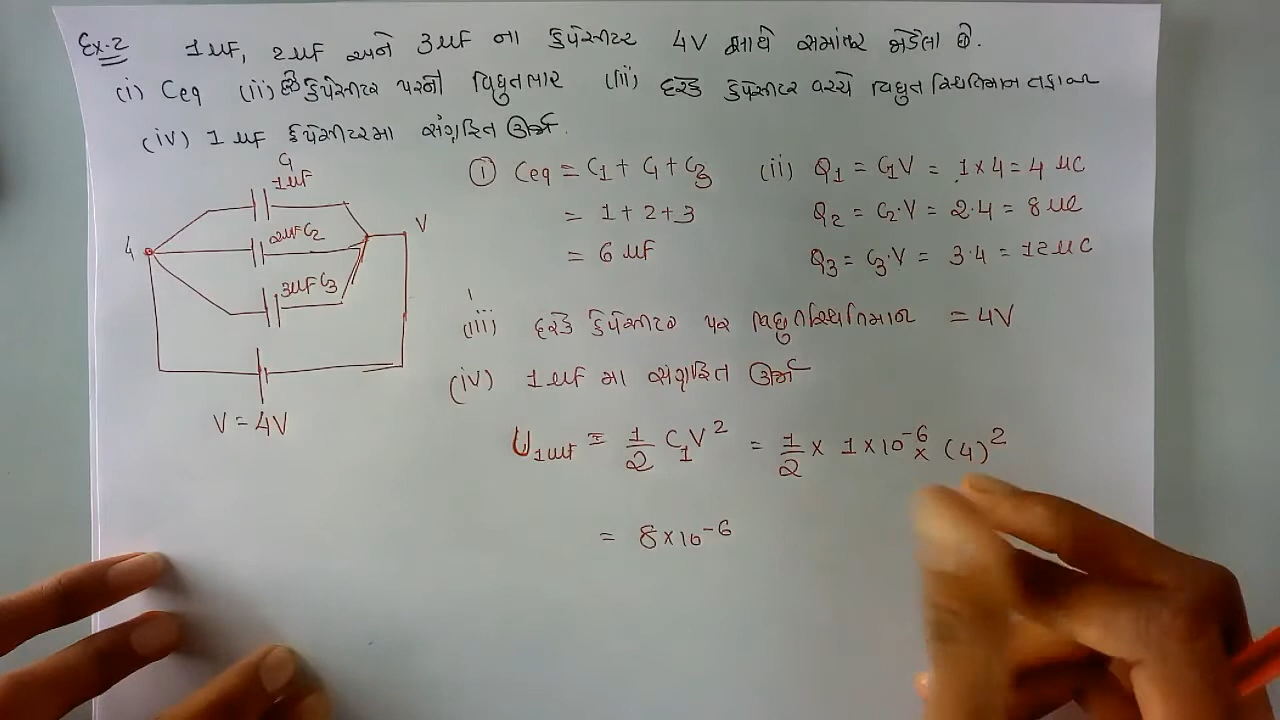 Ex-2 1μF, 2μF અને 3μF ના કેપેસીટર 4V સાથે સમાંતર જોડેલા છે.
(i) Ceq (ii) કેપેસીટર પરનો વિદ્યુતભાર (iii) દરેક કેપેસીટર વચ્ચે વિદ્યુત સ્થિતિમાન તફાવત
(iv) 1μF કેપેસીટરમા સંગ્રહિત ઊર્જા.
C1
1μF
2μF C2
3μF C3
4
V
V = 4V
① Ceq = C1 + C + C3
= 1 + 2 + 3
= 6 μF
(ii) Q1 = C1V = 1 × 4 = 4 μC
Q2 = C2·V = 2·4 = 8 μC
Q3 = C3·V = 3·4 = 12 μC
(iii) દરેક કેપેસીટર પર વિદ્યુતસ્થિતિમાન = 4V
(iv) 1μF મા સંગ્રહિત ઊર્જા
U1μF = 1/2 C1V² = 1/2 × 1×10⁻⁶ × (4)²
= 8×10⁻⁶